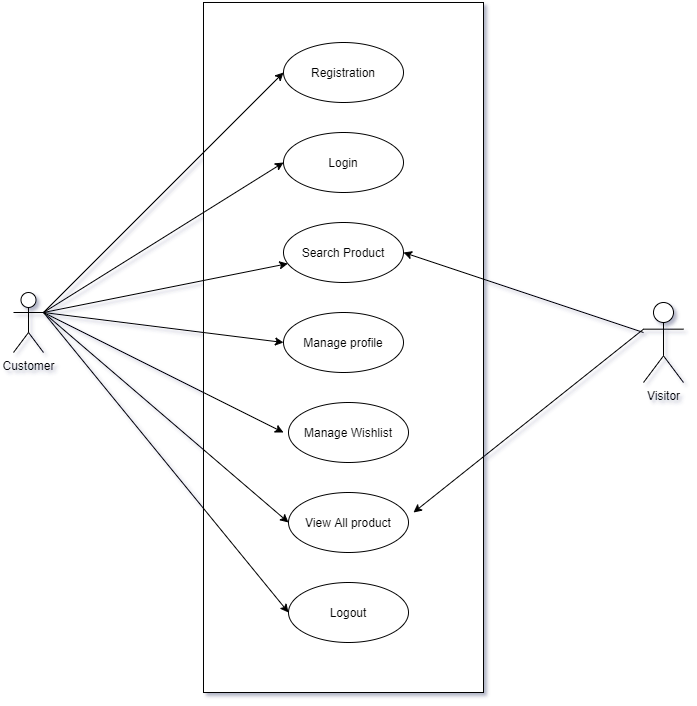 Registration
Login
Search Product
Manage profile
Customer
Visitor
Manage Wishlist
View All product
Logout